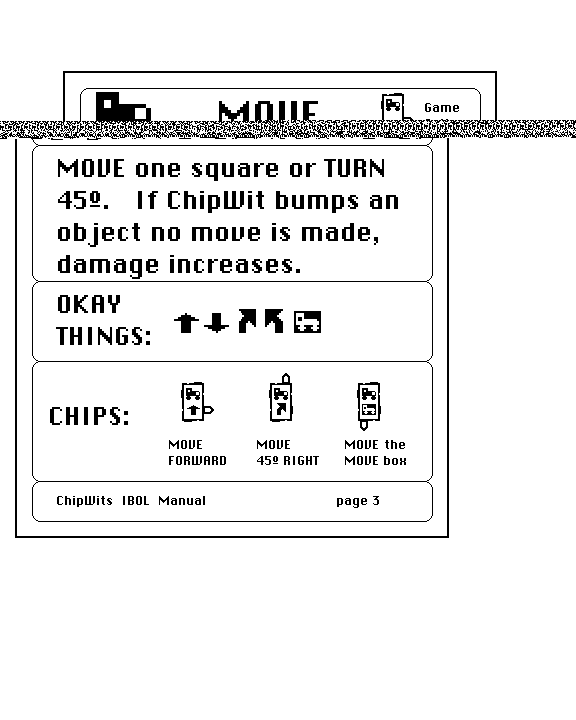 MOVE
Game
MOVE one square or TURN
45º. If ChipWit bumps an
object no move is made,
damage increases.
OKAY
THINGS:
CHIPS:
MOVE
FORWARD
MOVE
45º RIGHT
MOVE the
MOVE box
ChipWits IBOL Manual
page 3